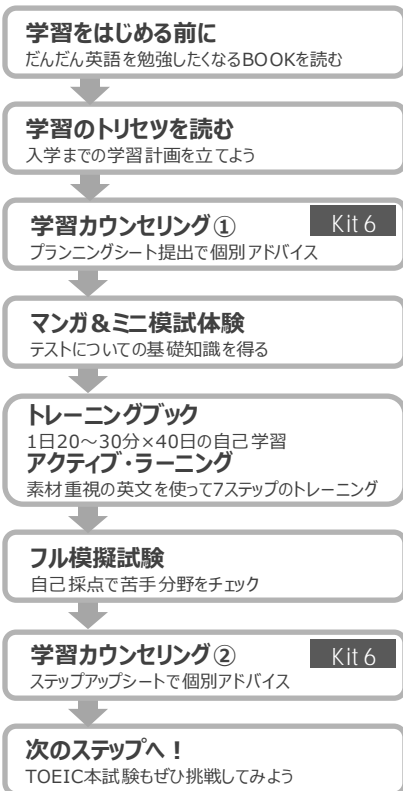 学習をはじめる前に
だんだん英語を勉強したくなるBOOKを読む
学習のトリセツを読む
入学までの学習計画を立てよう
学習カウンセリング① Kit 6
プランニングシート提出で個別アドバイス
マンガ&ミニ模試体験
テストについての基礎知識を得る
トレーニングブック
1日20～30分×40日の自己学習
アクティブ・ラーニング
素材重視の英文を使って7ステップのトレーニング
フル模擬試験
自己採点で苦手分野をチェック
学習カウンセリング② Kit 6
ステップアップシートで個別アドバイス
次のステップへ！
TOEIC本試験もぜひ挑戦してみよう